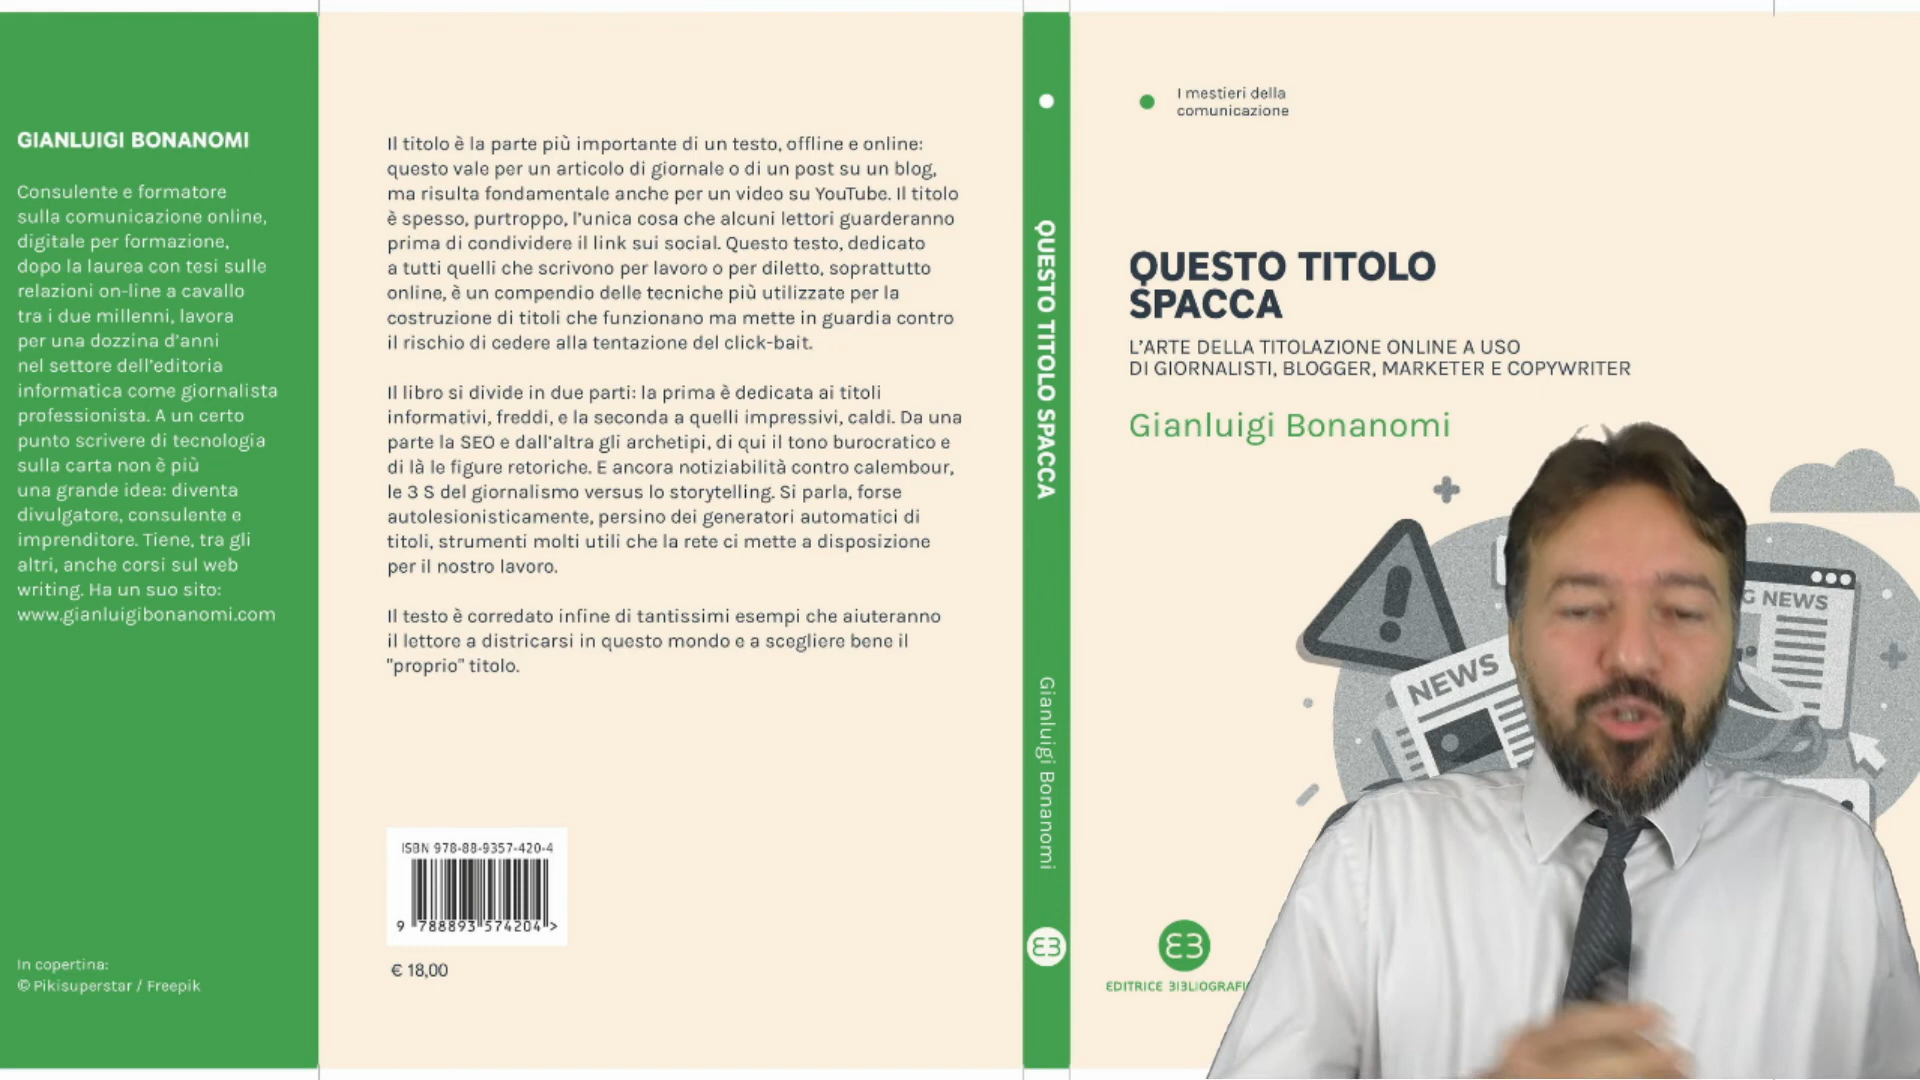 GIANLUIGI BONANOMI
Consulente e formatore
sulla comunicazione online,
digitale per formazione,
dopo la laurea con tesi sulle
relazioni on-line a cavallo
tra i due millenni, lavora
per una dozzina d'anni
nel settore dell'editoria
informatica come giornalista
professionista. A un certo
punto scrivere di tecnologia
sulla carta non è più
una grande idea: diventa
divulgatore, consulente e
imprenditore. Tiene, tra gli
altri, anche corsi sul web
writing. Ha un suo sito:
www.gianluigibonanomi.com
In copertina:
© Pikisuperstar / Freepik
Il titolo è la parte più importante di un testo, offline e online:
questo vale per un articolo di giornale o di un post su un blog,
ma risulta fondamentale anche per un video su YouTube. Il titolo
è spesso, purtroppo, l'unica cosa che alcuni lettori guarderanno
prima di condividere il link sui social. Questo testo, dedicato
a tutti quelli che scrivono per lavoro o per diletto, soprattutto
online, è un compendio delle tecniche più utilizzate per la
costruzione di titoli che funzionano ma mette in guardia contro
il rischio di cedere alla tentazione del click-bait.
Il libro si divide in due parti: la prima è dedicata ai titoli
informativi, freddi, e la seconda a quelli impressivi, caldi. Da una
parte la SEO e dall'altra gli archetipi, di qui il tono burocratico e
di là le figure retoriche. E ancora notiziabilità contro calembour,
le 3 S del giornalismo versus lo storytelling. Si parla, forse
autolesionisticamente, persino dei generatori automatici di
titoli, strumenti molti utili che la rete ci mette a disposizione
per il nostro lavoro.
Il testo è corredato infine di tantissimi esempi che aiuteranno
il lettore a districarsi in questo mondo e a scegliere bene il
"proprio" titolo.
ISBN 978-88-9357-420-4
9 788893 574204 >
€ 18,00
QUESTO TITOLO SPACCA
Gianluigi Bonanomi
I mestieri della
comunicazione
QUESTO TITOLO
SPACCA
L'ARTE DELLA TITOLAZIONE ONLINE A USO
DI GIORNALISTI, BLOGGER, MARKETER E COPYWRITER
Gianluigi Bonanomi
NEWS
G NEWS
EDITRICE BIBLIOGRAFI